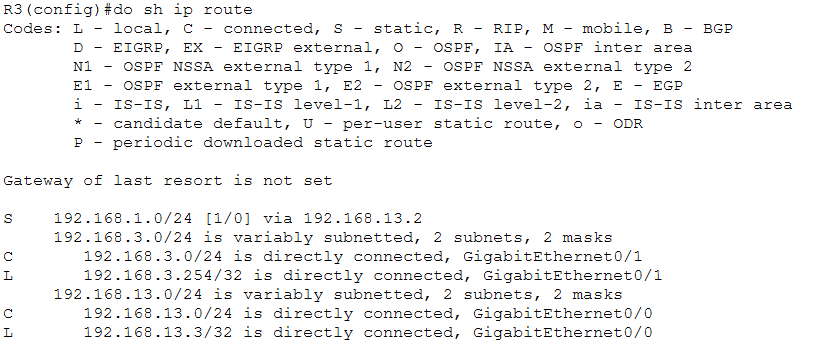 R3(config)#do sh ip route
Codes: L - local, C - connected, S - static, R - RIP, M - mobile, B - BGP
       D - EIGRP, EX - EIGRP external, O - OSPF, IA - OSPF inter area
       N1 - OSPF NSSA external type 1, N2 - OSPF NSSA external type 2
       E1 - OSPF external type 1, E2 - OSPF external type 2, E - EGP
       i - IS-IS, L1 - IS-IS level-1, L2 - IS-IS level-2, ia - IS-IS inter area
       * - candidate default, U - per-user static route, o - ODR
       P - periodic downloaded static route

Gateway of last resort is not set

S    192.168.1.0/24 [1/0] via 192.168.13.2
     192.168.3.0/24 is variably subnetted, 2 subnets, 2 masks
C       192.168.3.0/24 is directly connected, GigabitEthernet0/1
L       192.168.3.254/32 is directly connected, GigabitEthernet0/1
     192.168.13.0/24 is variably subnetted, 2 subnets, 2 masks
C       192.168.13.0/24 is directly connected, GigabitEthernet0/0
L       192.168.13.3/32 is directly connected, GigabitEthernet0/0